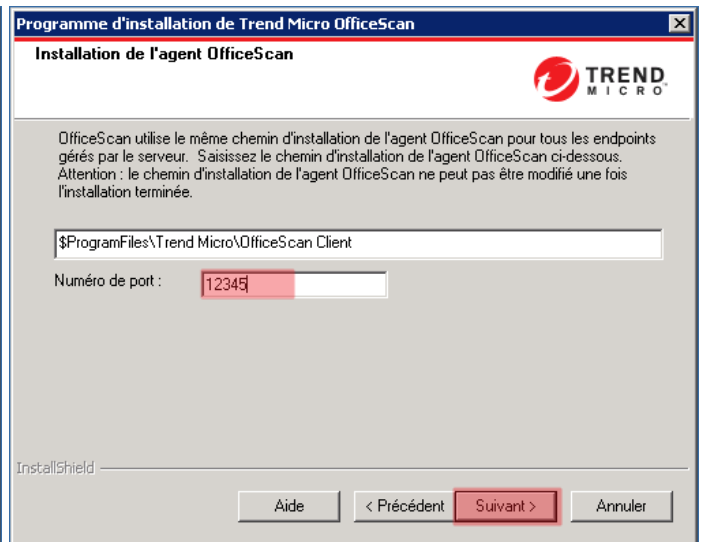 Programme d'installation de Trend Micro OfficeScan
Installation de l'agent OfficeScan
TREND
MICRO
OfficeScan utilise le même chemin d'installation de l'agent OfficeScan pour tous les endpoints
gérés par le serveur. Saisissez le chemin d'installation de l'agent OfficeScan ci-dessous.
Attention : le chemin d'installation de l'agent OfficeScan ne peut pas être modifié une fois
l'installation terminée.
$ProgramFiles\Trend Micro\OfficeScan Client
Numéro de port : 12345
InstallShield
Aide < Précédent Suivant > Annuler